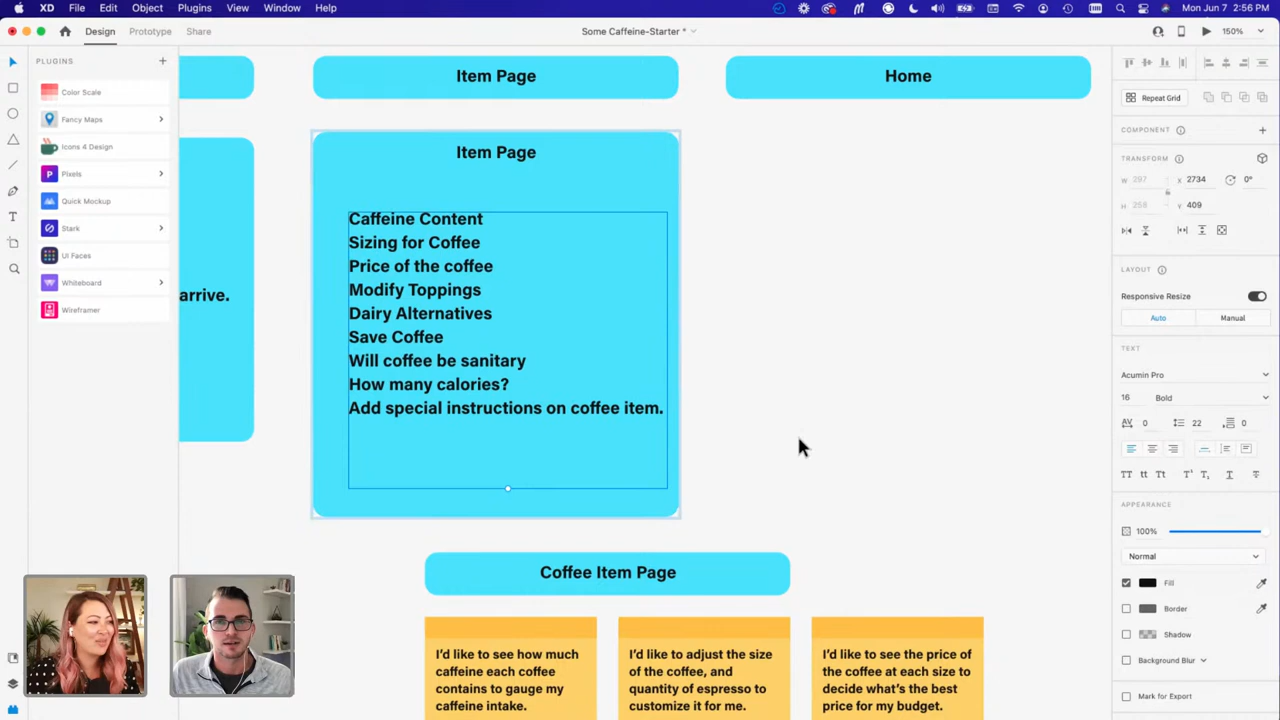 XD File Edit Object Plugins View Window Help
Mon Jun 7 2:56 PM
Design Prototype Share
Some Caffeine-Starter *
150%
PLUGINS
Color Scale
Fancy Maps
Icons 4 Design
Pixels
Quick Mockup
Stark
UI Faces
Whiteboard
Wireframer
arrive.
Item Page
Home
Item Page
Caffeine Content
Sizing for Coffee
Price of the coffee
Modify Toppings
Dairy Alternatives
Save Coffee
Will coffee be sanitary
How many calories?
Add special instructions on coffee item.
Coffee Item Page
I'd like to see how much
caffeine each coffee
contains to gauge my
caffeine intake.
I'd like to adjust the size
of the coffee, and
quantity of espresso to
customize it for me.
I'd like to see the price of
the coffee at each size to
decide what's the best
price for my budget.
Repeat Grid
COMPONENT
TRANSFORM
W 297 X 2734 0°
H 258 Y 409
LAYOUT
Responsive Resize
Auto Manual
TEXT
Acumin Pro
16 Bold
AV 0 22 0
TT tt Tt T¹ T₁ T T
APPEARANCE
100%
Normal
Fill
Border
Shadow
Background Blur
Mark for Export